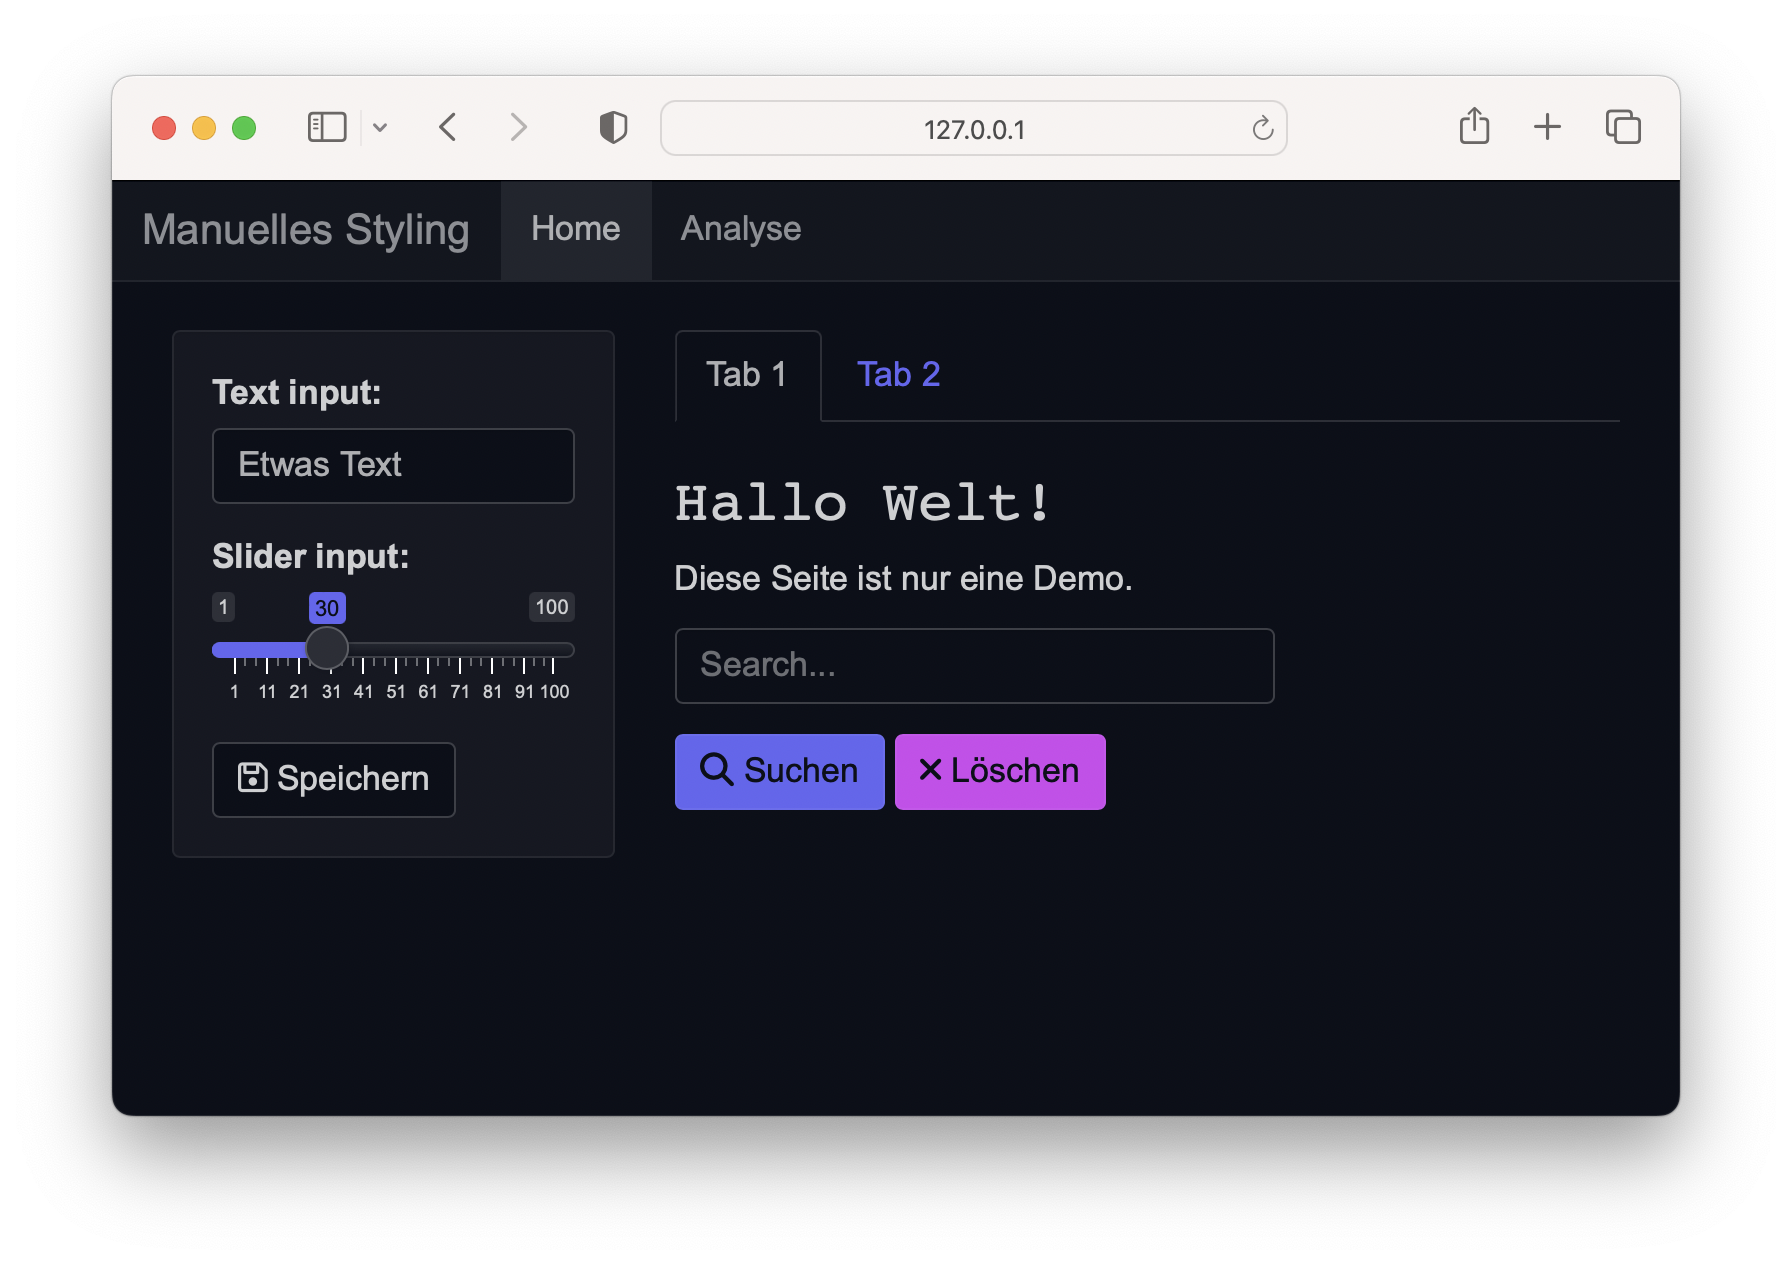 127.0.0.1
Manuelles Styling Home Analyse
Text input:
Etwas Text
Slider input:
1 30 100
1 11 21 31 41 51 61 71 81 91 100
Speichern
Tab 1 Tab 2
Hallo Welt!
Diese Seite ist nur eine Demo.
Search...
Suchen Löschen